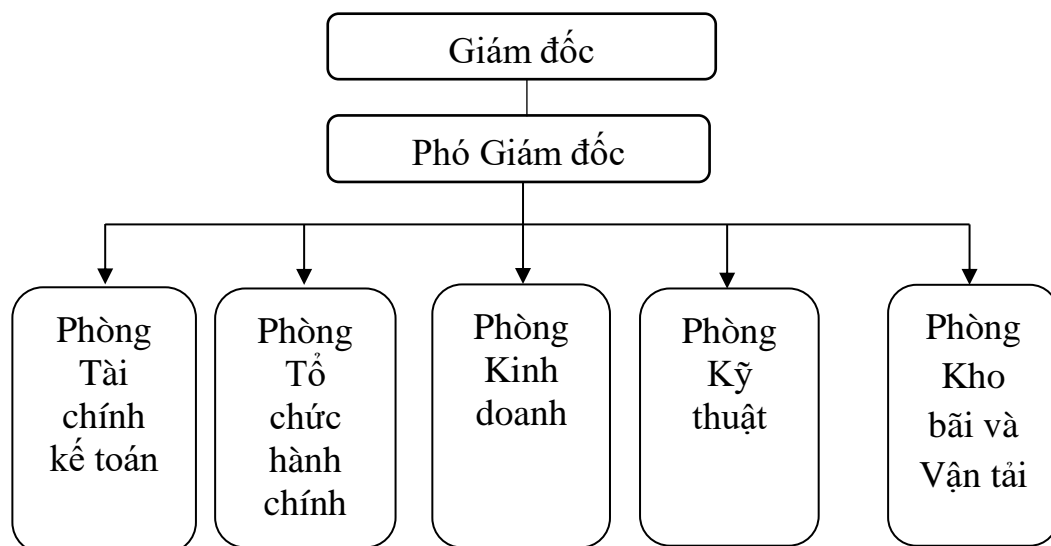 Giám đốc
Phó Giám đốc
Phòng
Tài
chính
kế toán
Phòng
Tổ
chức
hành
chính
Phòng
Kinh
doanh
Phòng
Kỹ
thuật
Phòng
Kho
bãi và
Vận tải